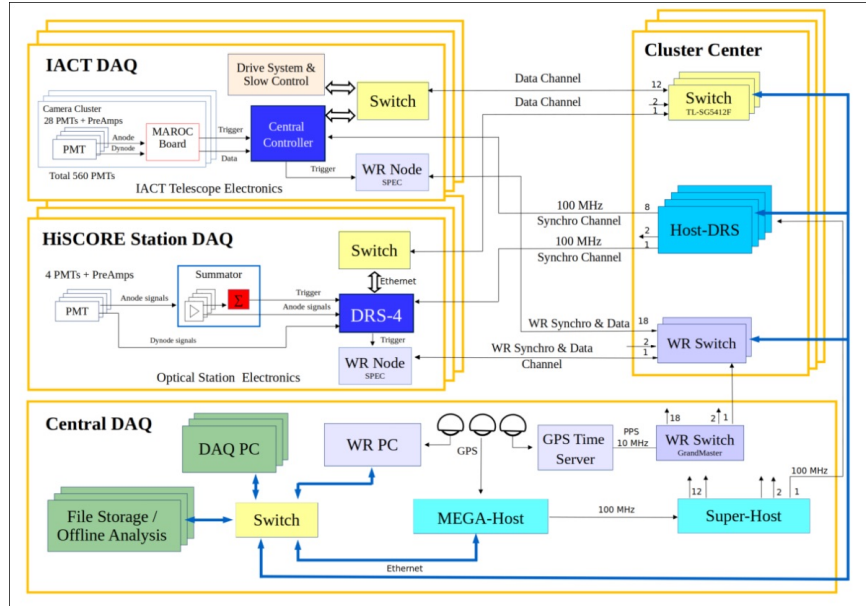 IACT DAQ
Drive System &
Slow Control
Switch
Camera Cluster
28 PMTs + PreAmps
PMT
Anode
Dynode
MAROC
Board
Trigger
Data
Central
Controller
Total 560 PMTs
Trigger
WR Node
SPEC
IACT Telescope Electronics
HiSCORE Station DAQ
Switch
Ethernet
4 PMTs + PreAmps
Summator
PMT
Anode signals
Σ
Trigger
Anode signals
DRS-4
Dynode signals
Trigger
WR Node
SPEC
Optical Station Electronics
Data Channel
Data Channel
100 MHz
Synchro Channel
100 MHz
Synchro Channel
WR Synchro & Data
WR Synchro & Data
Channel
Cluster Center
12
2
1
Switch
TL-SG5412F
8
2
1
Host-DRS
18
2
1
WR Switch
Central DAQ
DAQ PC
WR PC
GPS
GPS Time
Server
PPS
10 MHz
18
2
1
WR Switch
GrandMaster
File Storage /
Offline Analysis
Switch
MEGA-Host
100 MHz
12
2
1
100 MHz
Super-Host
Ethernet